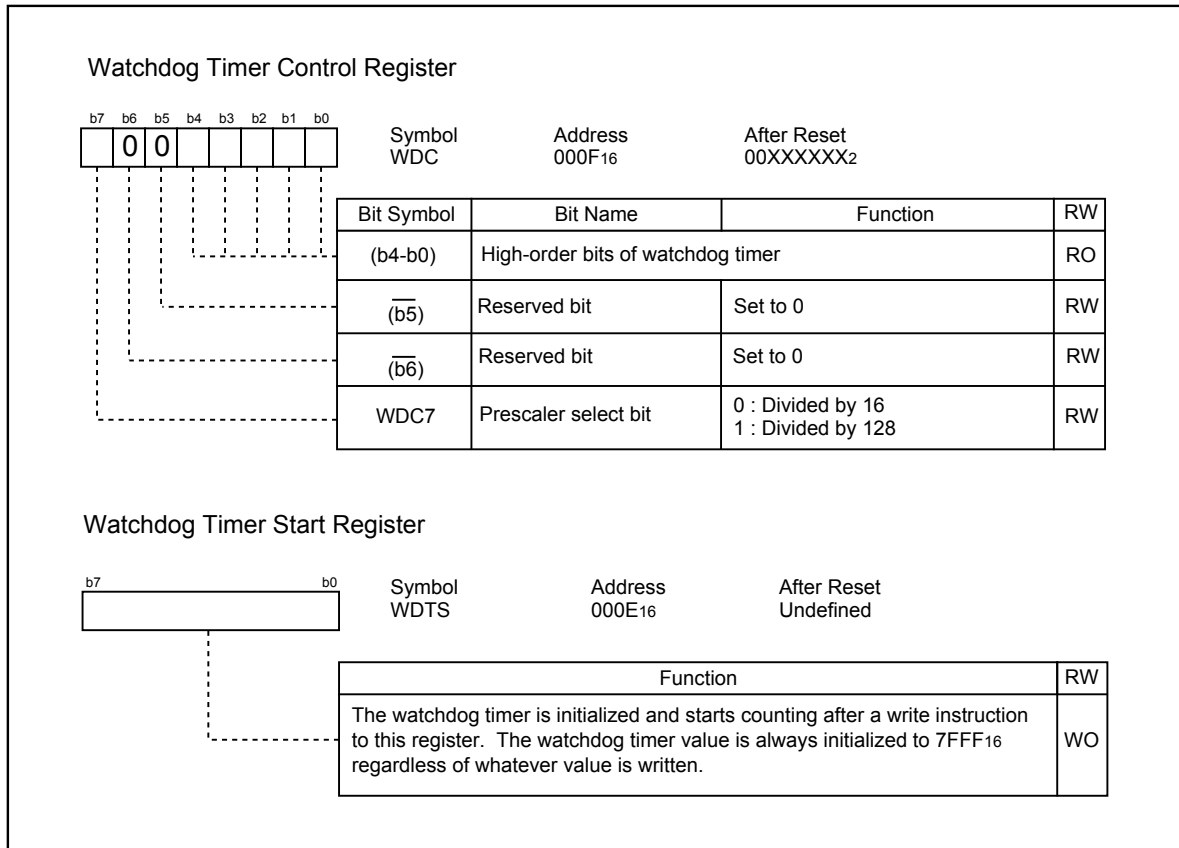 Watchdog Timer Control Register
b7 b6 b5 b4 b3 b2 b1 b0
0 0
Symbol Address After Reset
WDC 000F16 00XXXXXX2
Bit Symbol Bit Name Function RW
(b4-b0) High-order bits of watchdog timer RO
(b5) Reserved bit Set to 0 RW
(b6) Reserved bit Set to 0 RW
WDC7 Prescaler select bit 0 : Divided by 16
1 : Divided by 128 RW
Watchdog Timer Start Register
b7 b0
Symbol Address After Reset
WDTS 000E16 Undefined
Function RW
The watchdog timer is initialized and starts counting after a write instruction
to this register. The watchdog timer value is always initialized to 7FFF16
regardless of whatever value is written.
WO